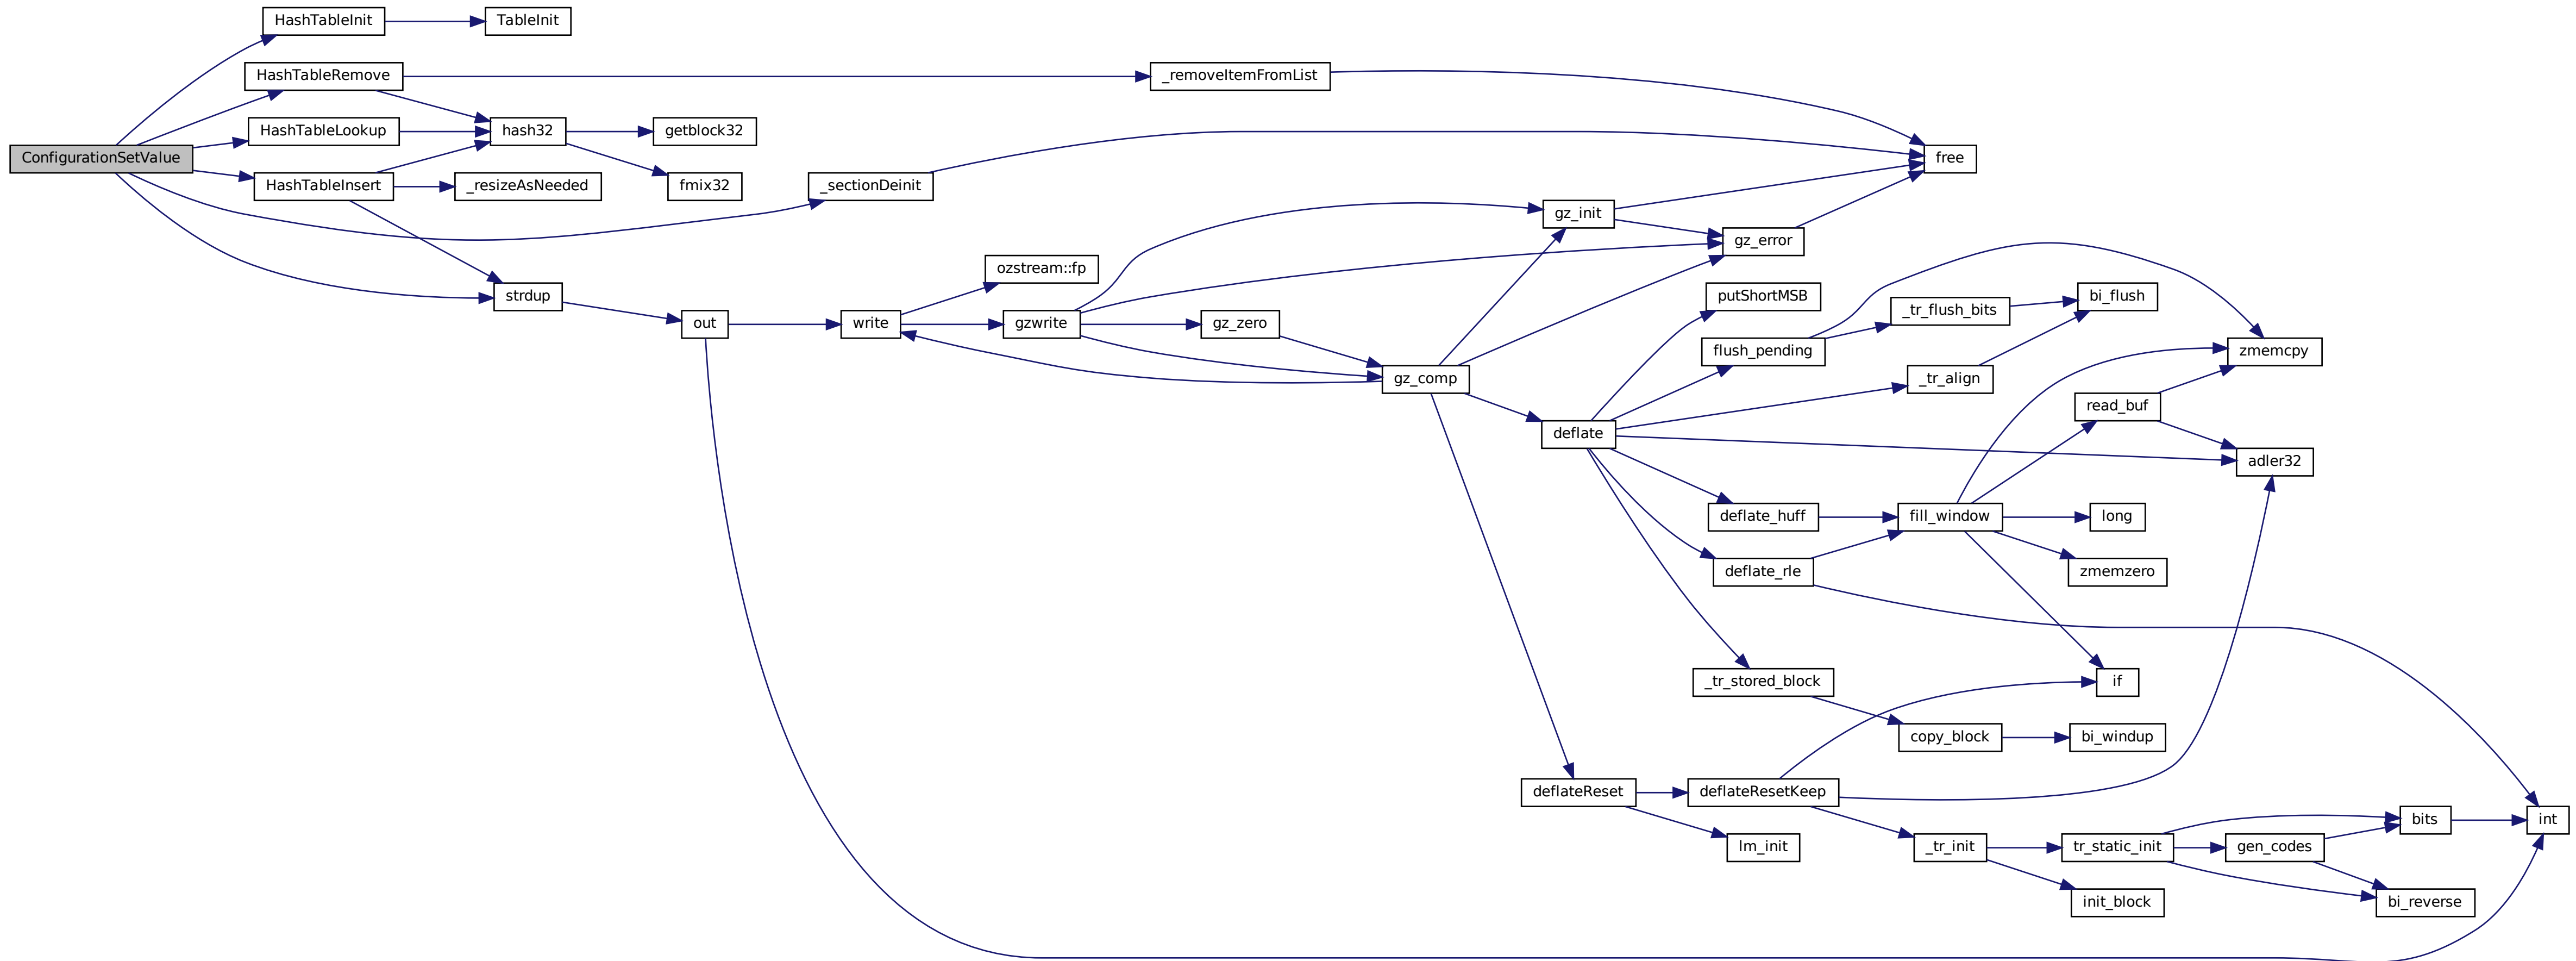 ConfigurationSetValue
HashTableInit
TableInit
HashTableRemove
HashTableLookup
HashTableInsert
hash32
getblock32
fmix32
_resizeAsNeeded
strdup
_removeItemFromList
_sectionDeinit
free
out
write
ozstream::fp
gzwrite
gz_zero
gz_init
gz_error
gz_comp
deflate
putShortMSB
flush_pending
_tr_flush_bits
bi_flush
_tr_align
zmemcpy
read_buf
adler32
deflate_huff
fill_window
long
deflate_rle
zmemzero
_tr_stored_block
if
copy_block
bi_windup
deflateReset
deflateResetKeep
lm_init
_tr_init
tr_static_init
init_block
gen_codes
bits
bi_reverse
int